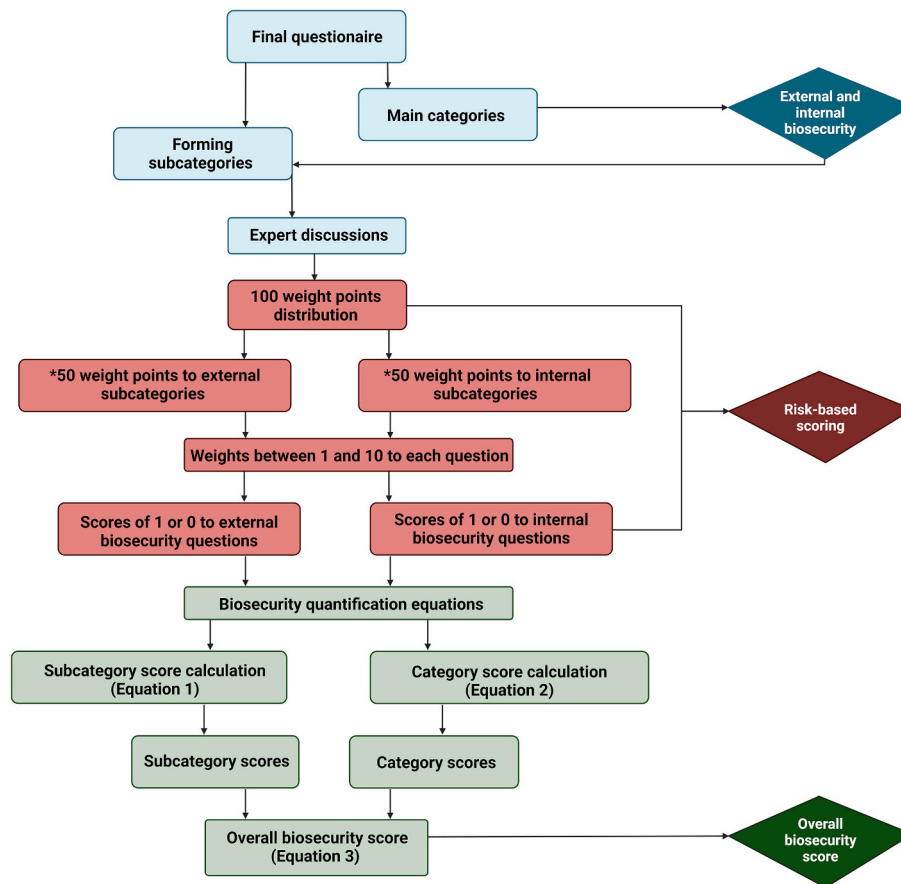 Final questionaire
Main categories
External and
internal
biosecurity
Forming
subcategories
Expert discussions
100 weight points
distribution
*50 weight points to external
subcategories
*50 weight points to internal
subcategories
Risk-based
scoring
Weights between 1 and 10 to each question
Scores of 1 or 0 to external
biosecurity questions
Scores of 1 or 0 to internal
biosecurity questions
Biosecurity quantification equations
Subcategory score calculation
(Equation 1)
Category score calculation
(Equation 2)
Subcategory scores
Category scores
Overall biosecurity score
(Equation 3)
Overall
biosecurity
score